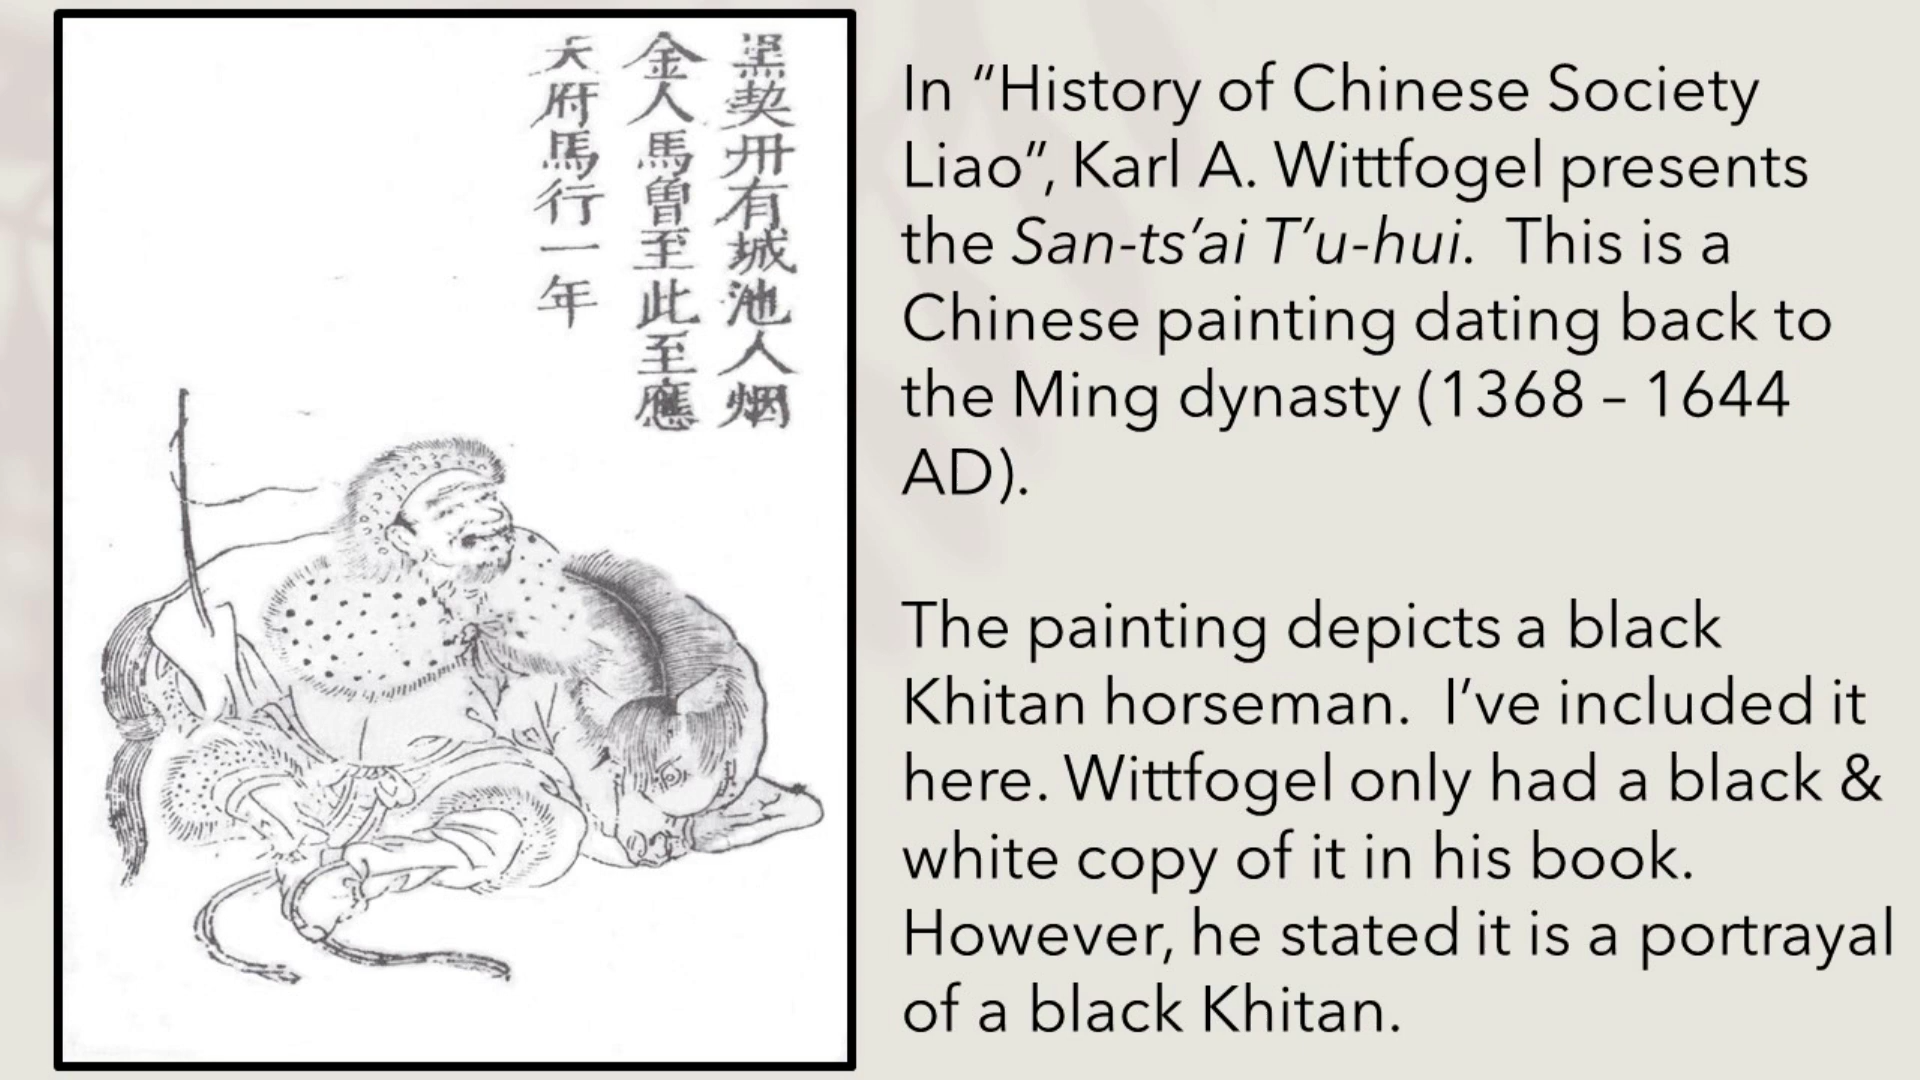 黑契丹有城池人烟
金人馬曽至此至應
天府馬行一年
In “History of Chinese Society
Liao”, Karl A. Wittfogel presents
the San-ts’ai T’u-hui.  This is a
Chinese painting dating back to
the Ming dynasty (1368 – 1644
AD).
The painting depicts a black
Khitan horseman.  I’ve included it
here. Wittfogel only had a black &
white copy of it in his book.
However, he stated it is a portrayal
of a black Khitan.